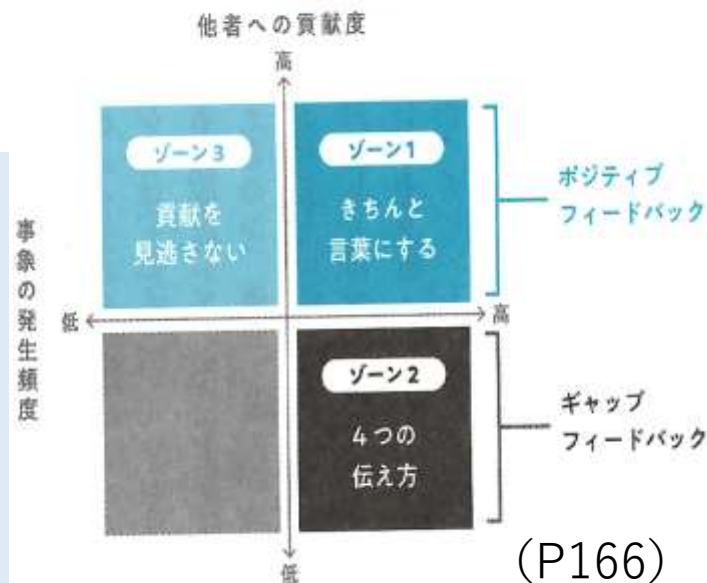 他者への貢献度
高
ゾーン3
貢献を
見逃さない
ゾーン1
きちんと
言葉にする
ポジティブ
フィードバック
事象の発生頻度
低
高
ゾーン2
4つの
伝え方
ギャップ
フィードバック
低
(P166)